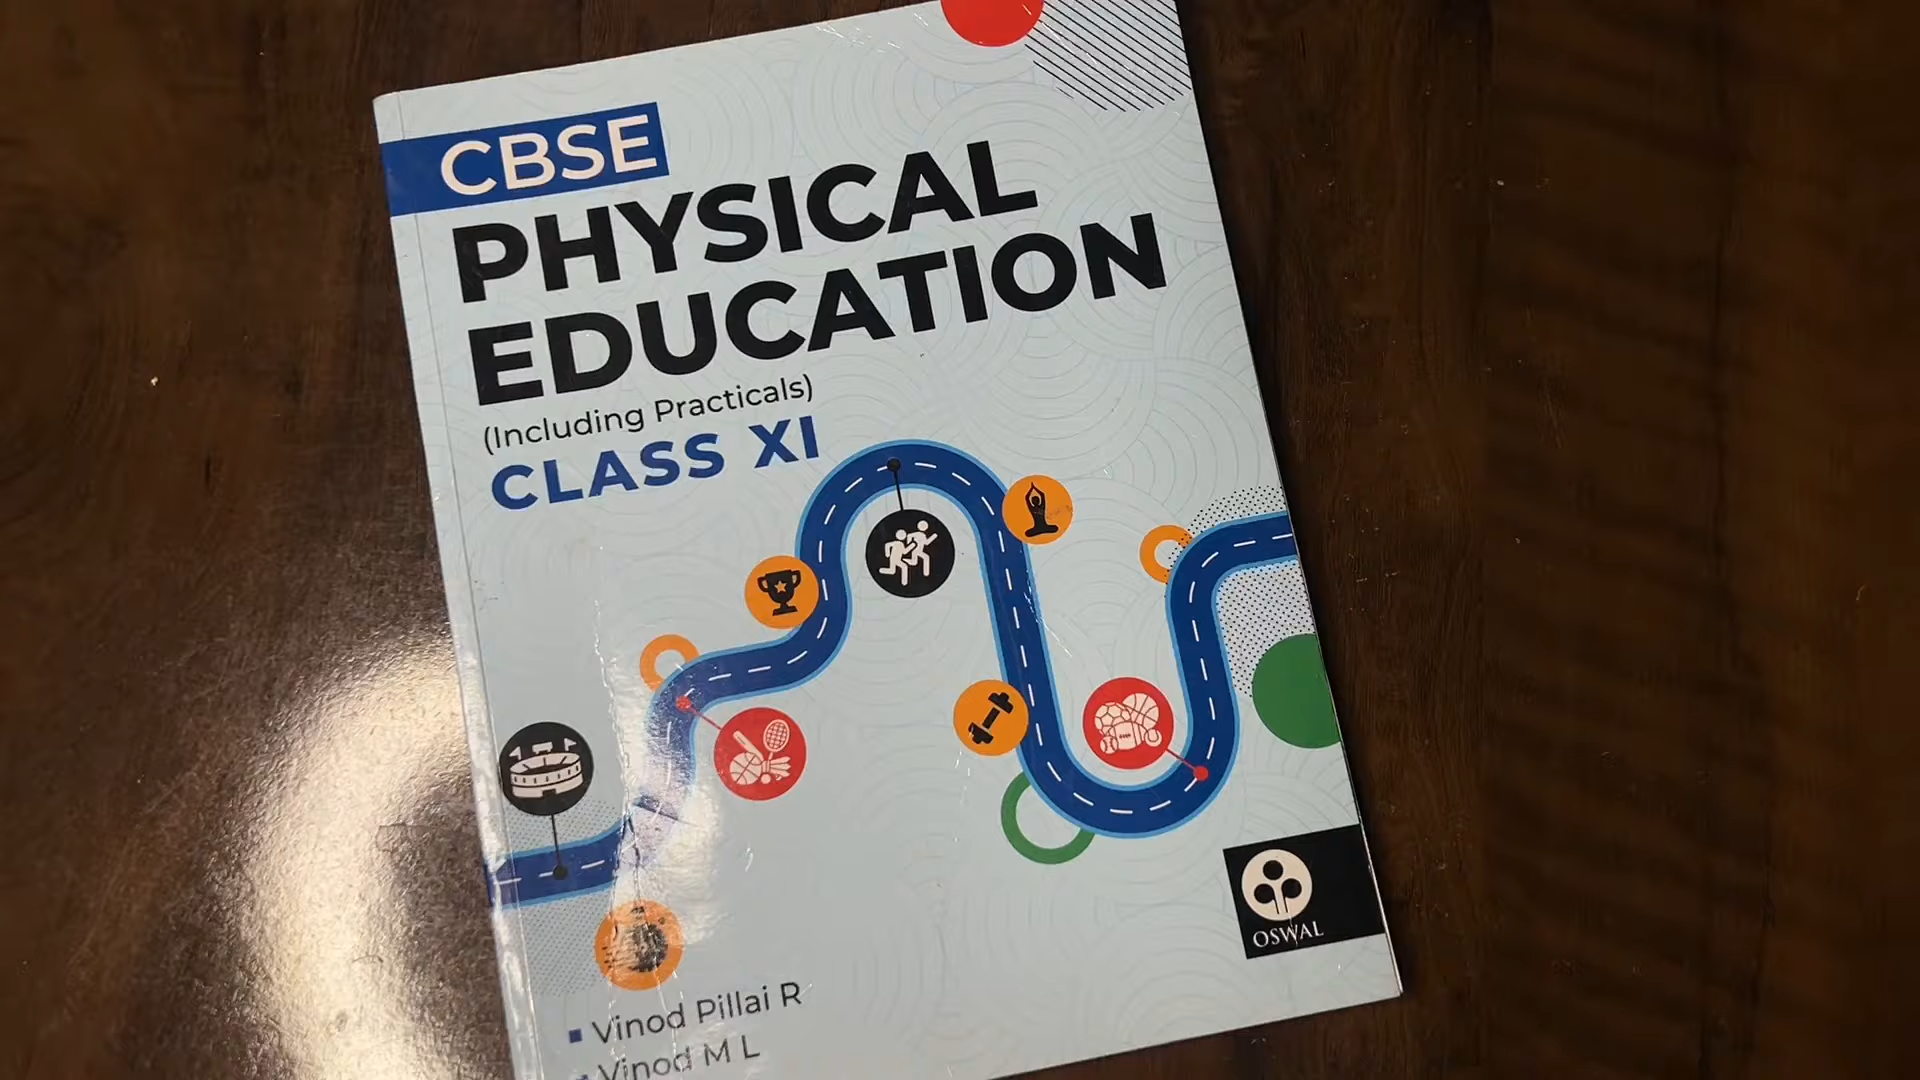 CBSE
PHYSICAL
EDUCATION
(Including Practicals)
CLASS XI
OSWAL
▪ Vinod Pillai R
▪ Vinod M L